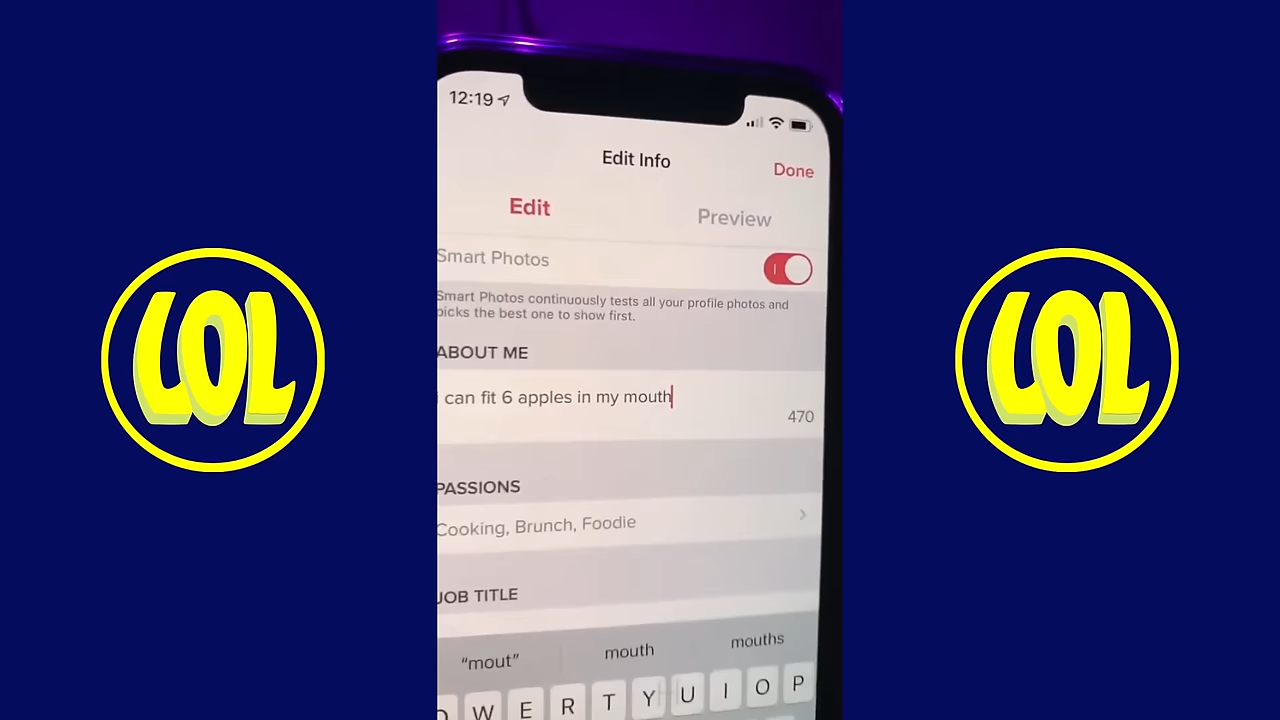 12:19
Edit Info
Done
Edit
Preview
Smart Photos
Smart Photos continuously tests all your profile photos and
picks the best one to show first.
ABOUT ME
i can fit 6 apples in my mouth
470
PASSIONS
Cooking, Brunch, Foodie
JOB TITLE
"mout"
mouth
mouths
Q W E R T Y U I O P
LOL
LOL